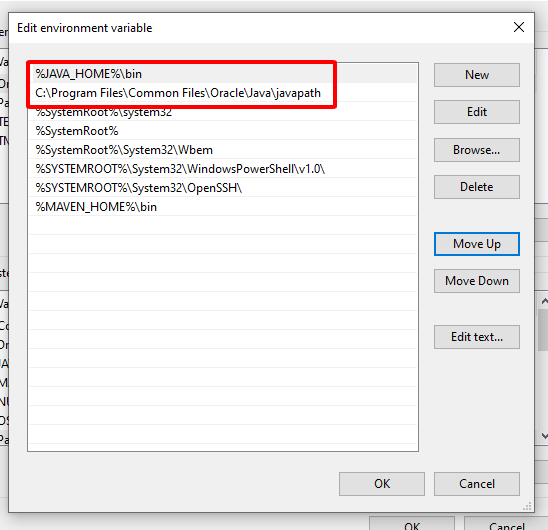 Edit environment variable
%JAVA_HOME%\bin
C:\Program Files\Common Files\Oracle\Java\javapath
%SystemRoot%\system32
%SystemRoot%
%SystemRoot%\System32\Wbem
%SYSTEMROOT%\System32\WindowsPowerShell\v1.0\
%SYSTEMROOT%\System32\OpenSSH\
%MAVEN_HOME%\bin
New
Edit
Browse...
Delete
Move Up
Move Down
Edit text...
OK
Cancel
OK
Cancel